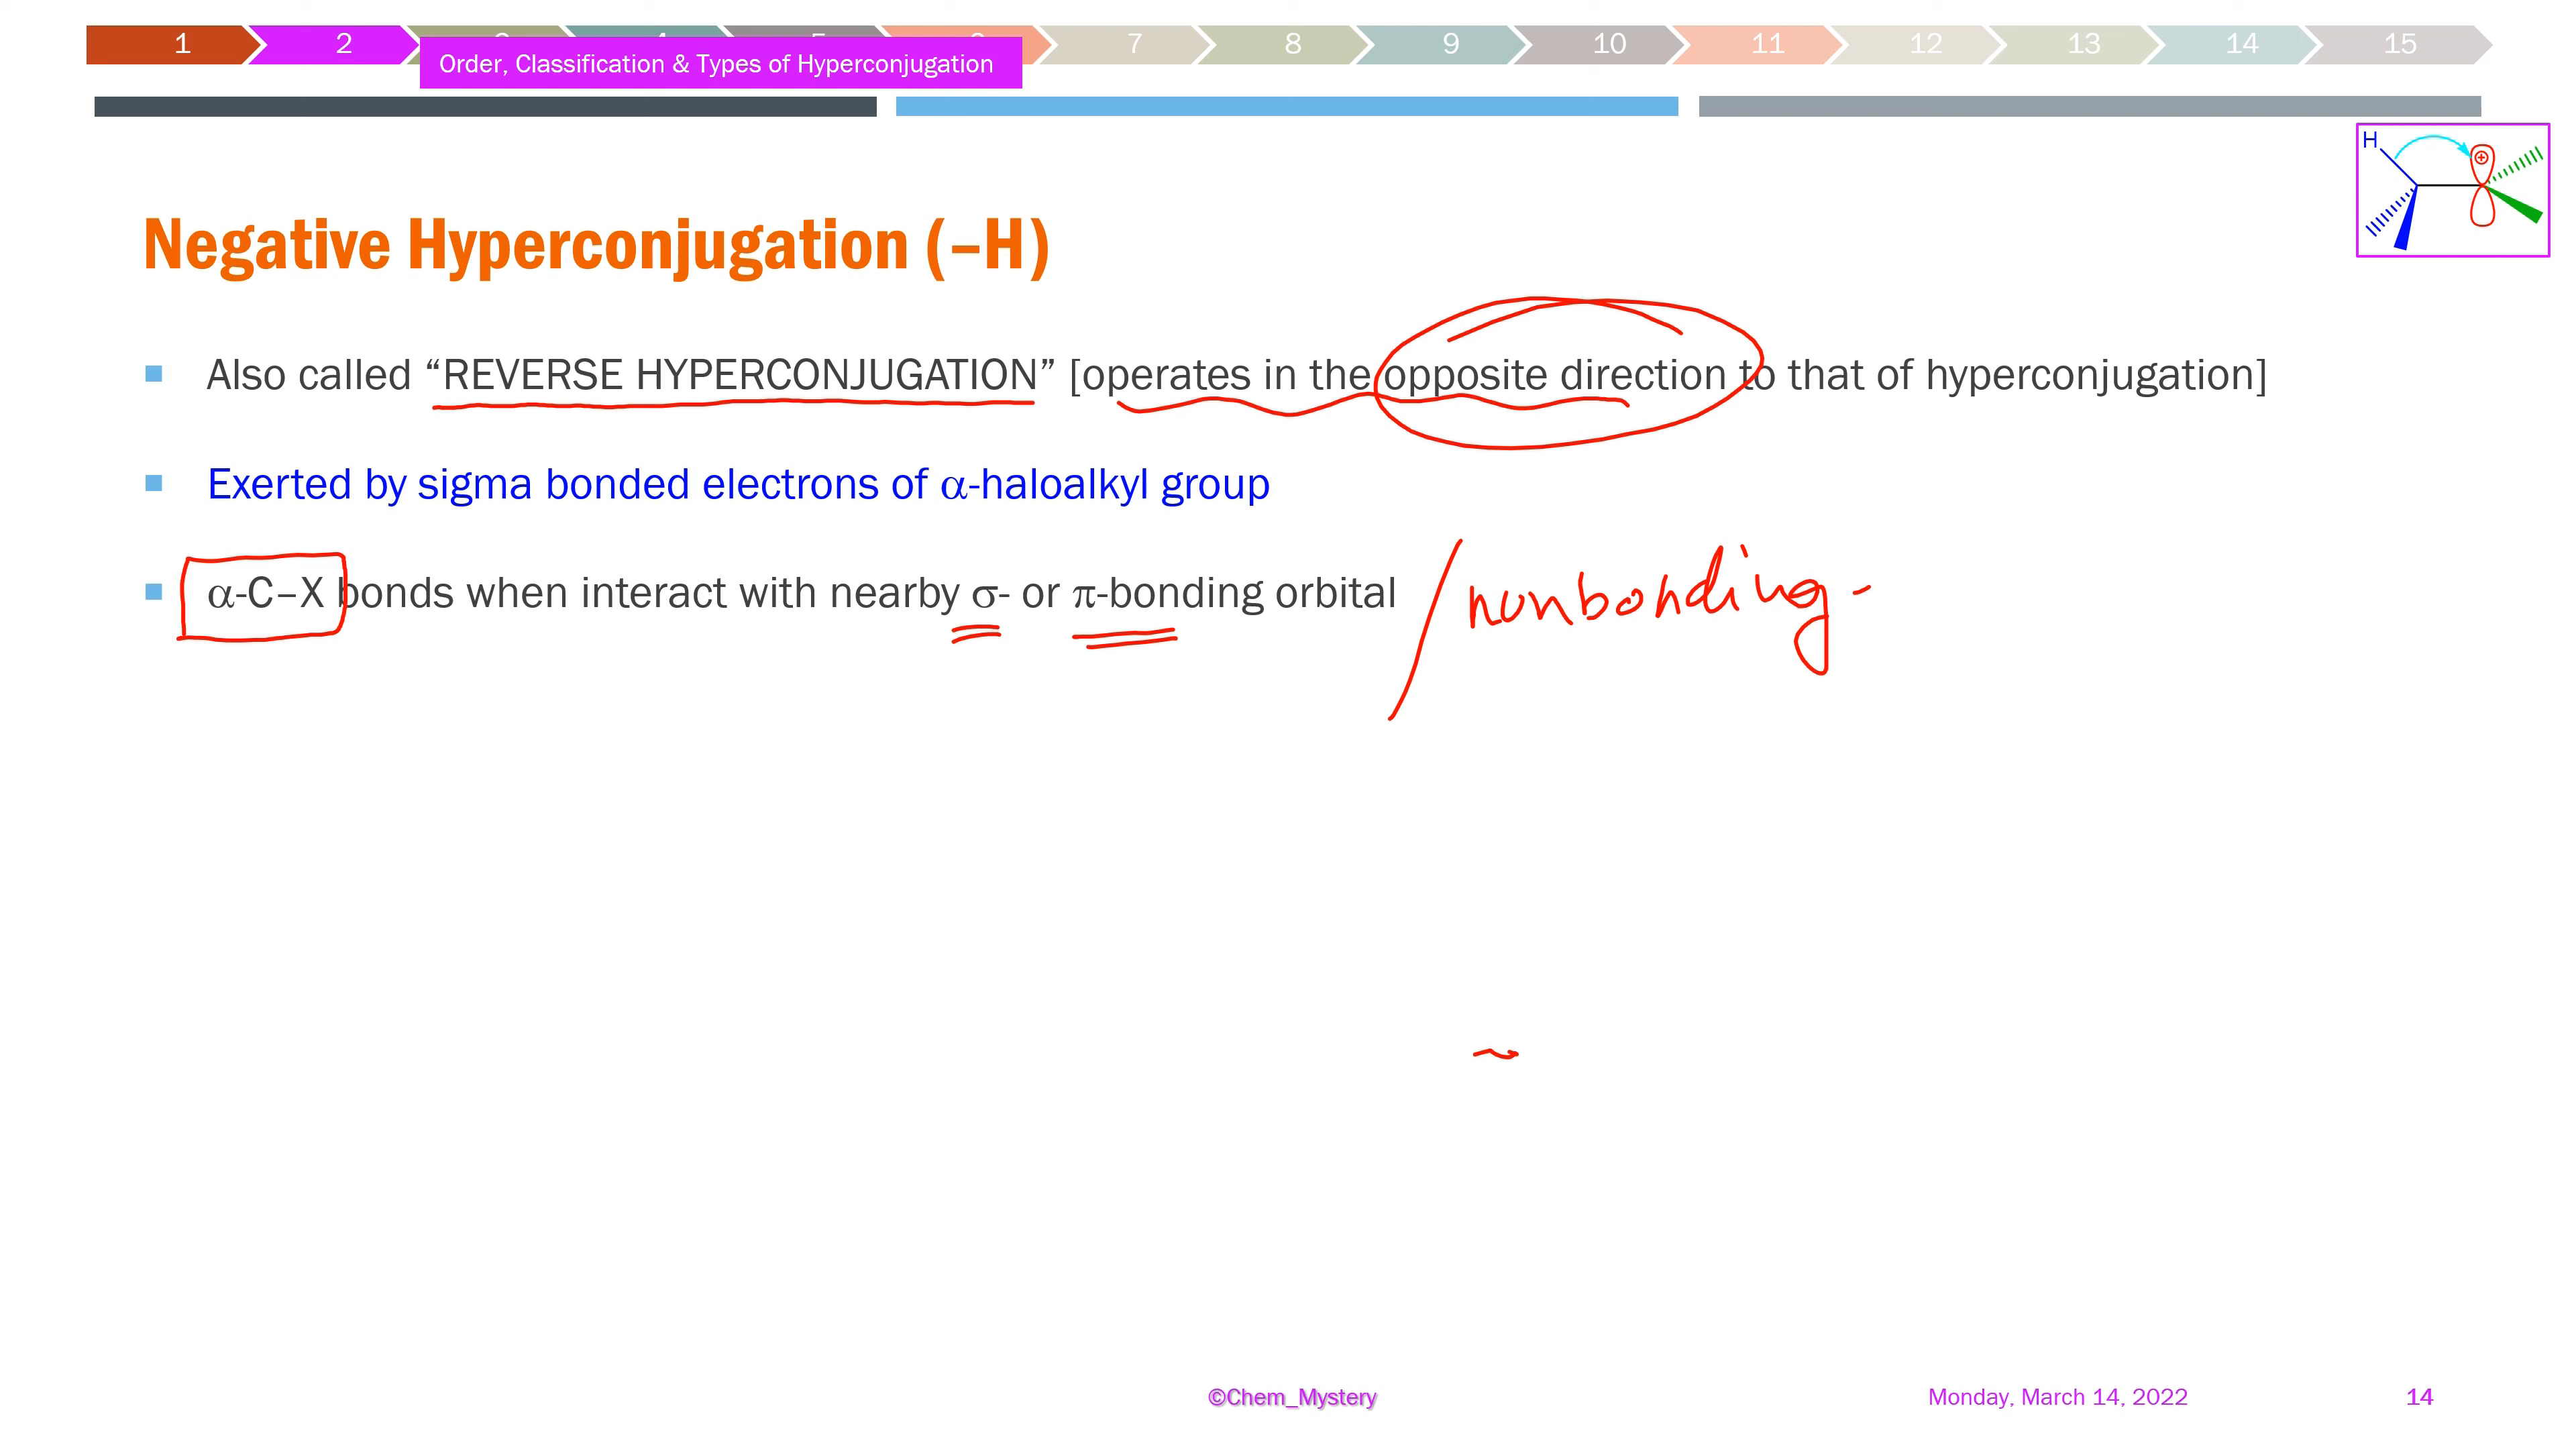 1 2 7 8 9 10 11 12 13 14 15
Order, Classification & Types of Hyperconjugation
H
Negative Hyperconjugation (–H)
Also called “REVERSE HYPERCONJUGATION” [operates in the opposite direction to that of hyperconjugation]
Exerted by sigma bonded electrons of α-haloalkyl group
α-C–X bonds when interact with nearby σ- or π-bonding orbital / nonbonding -
©Chem_Mystery
Monday, March 14, 2022
14